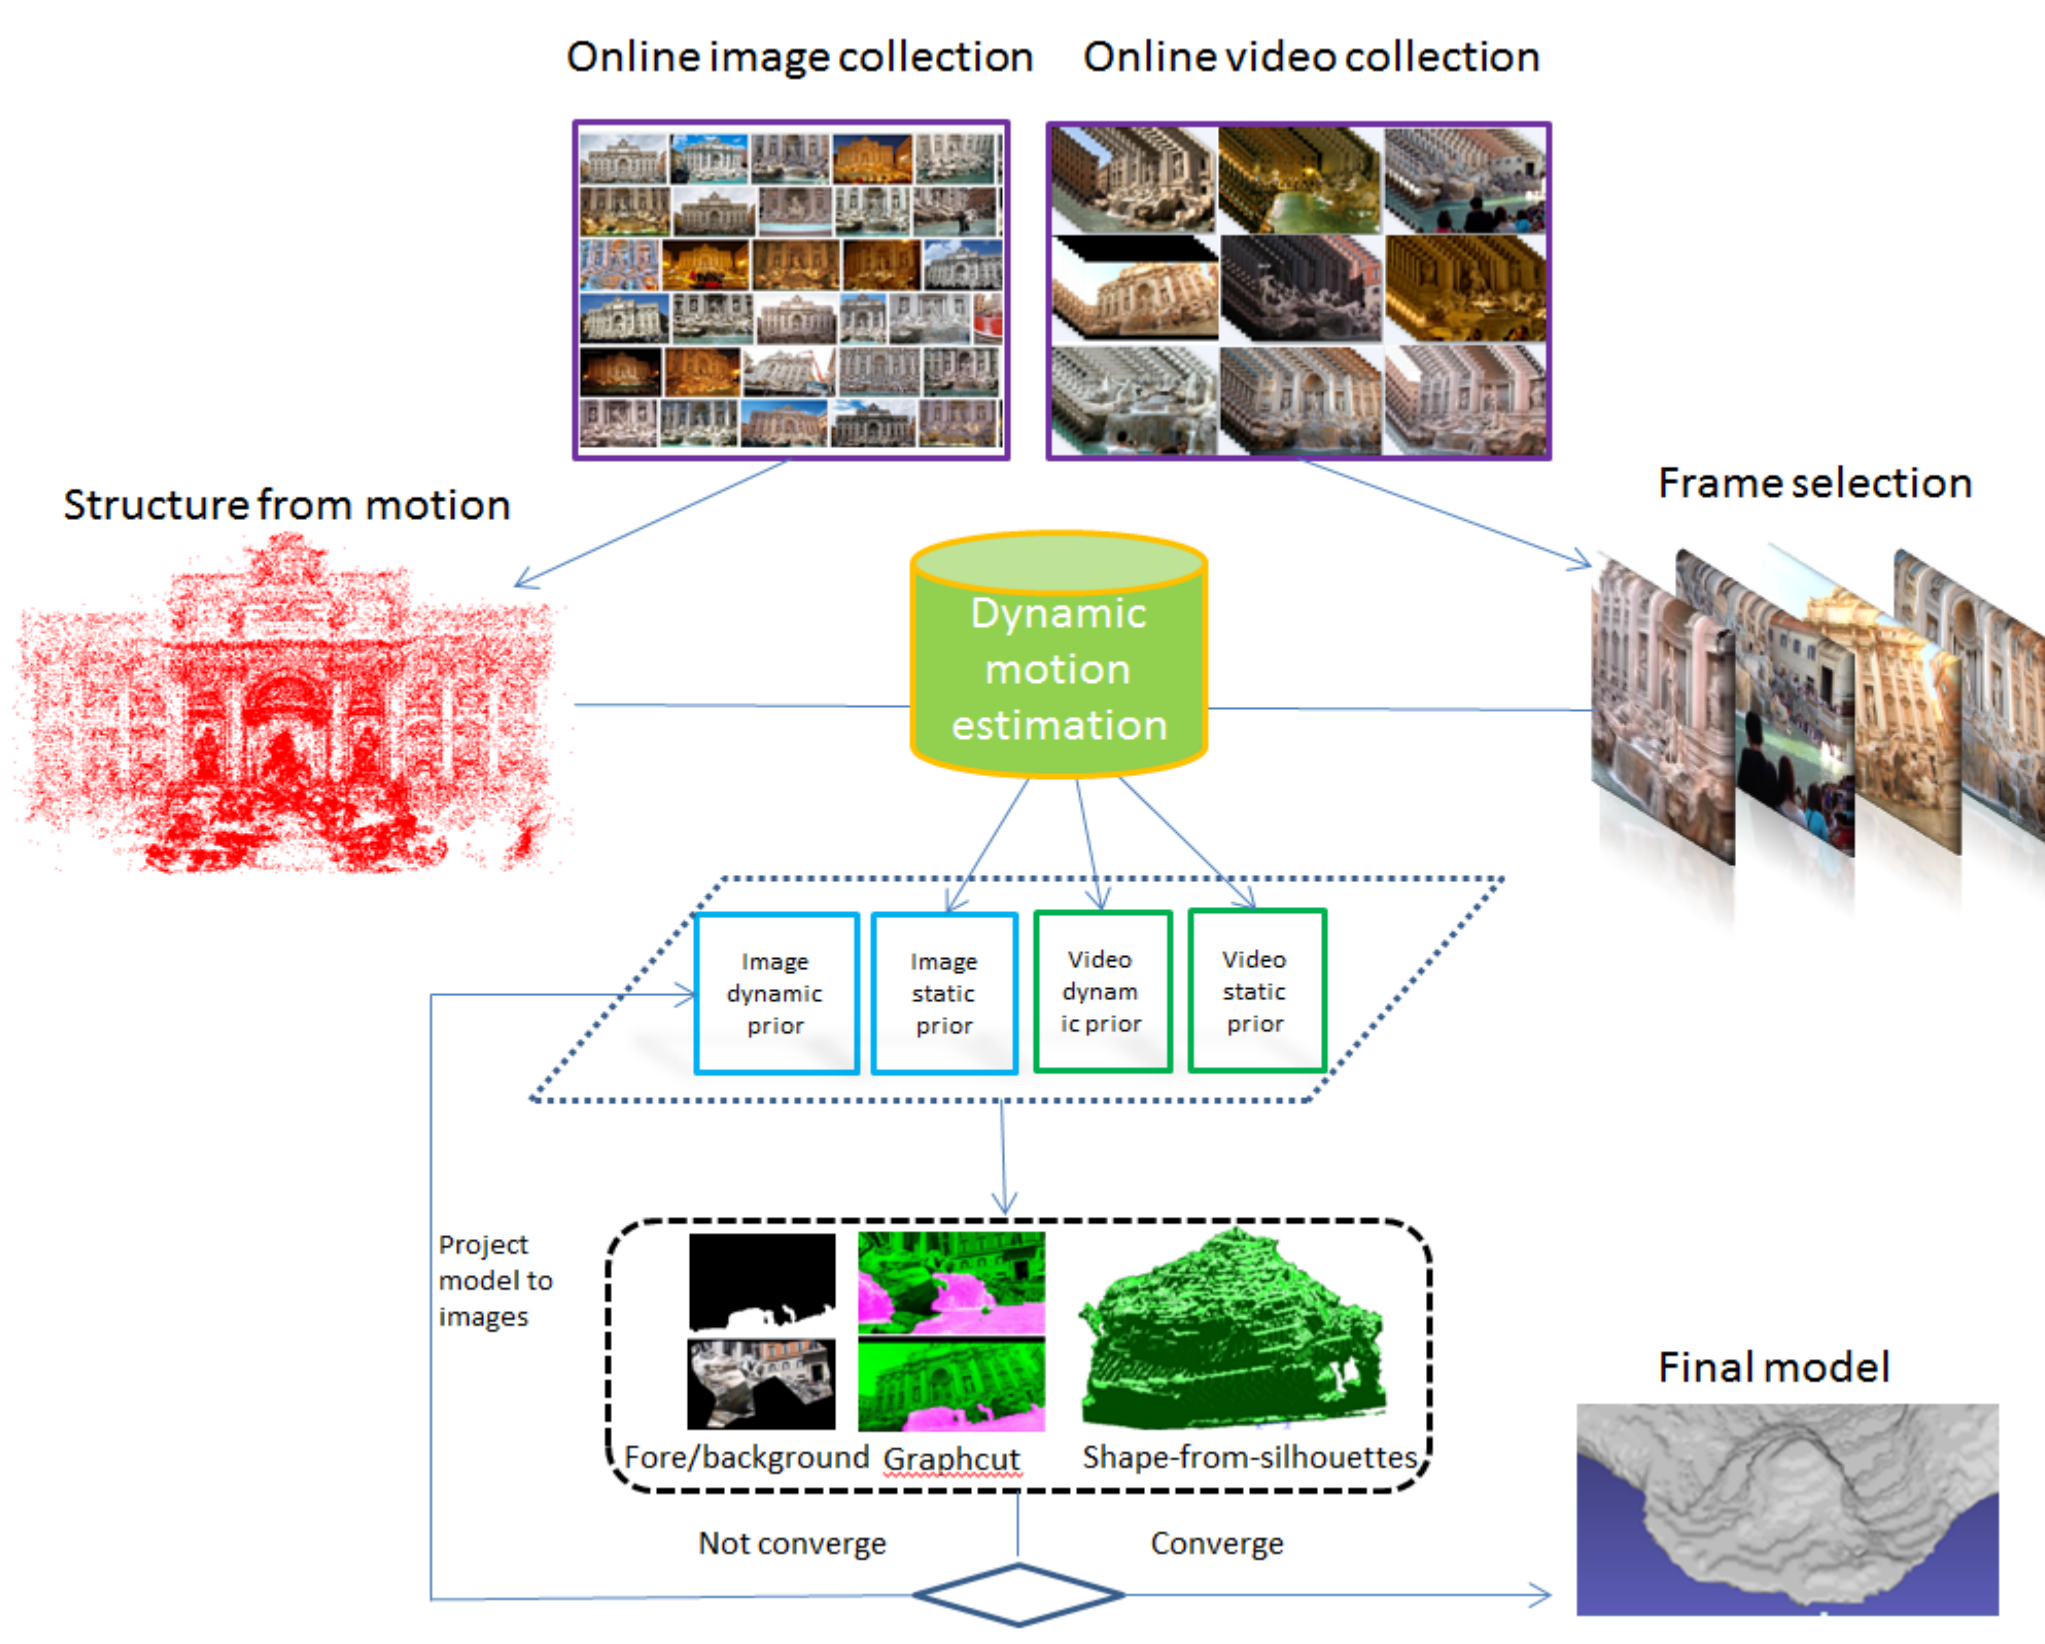 Online image collection
Online video collection
Structure from motion
Frame selection
Dynamic
motion
estimation
Image
dynamic
prior
Image
static
prior
Video
dynam
ic prior
Video
static
prior
Project
model to
images
Fore/background
Graphcut
Shape-from-silhouettes
Final model
Not converge
Converge